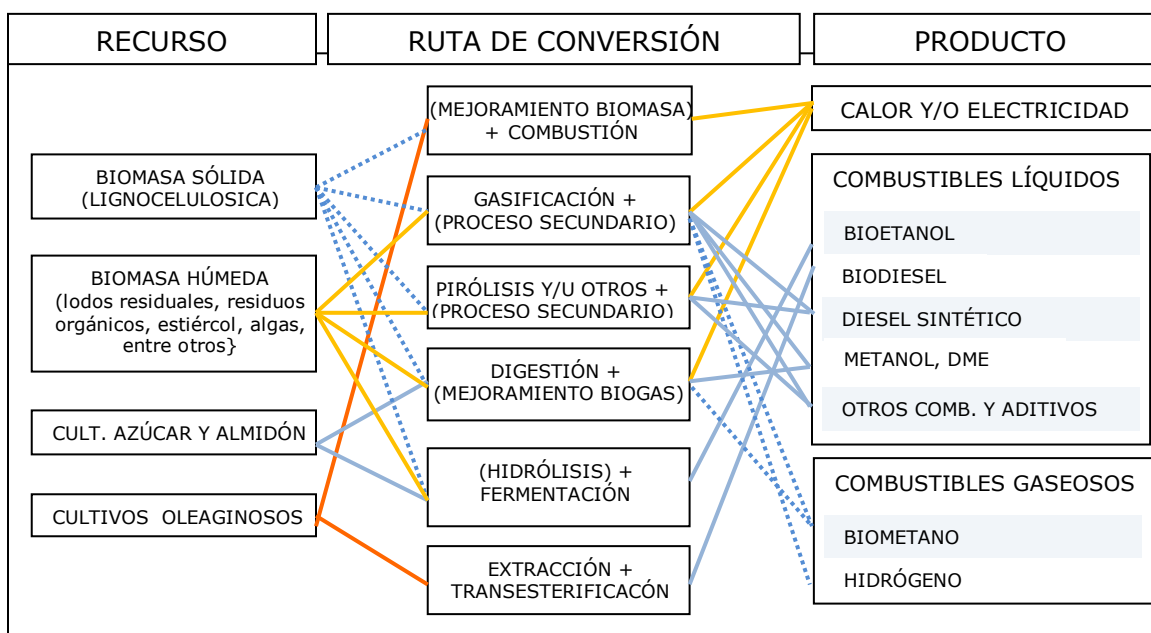 RECURSO
RUTA DE CONVERSIÓN
PRODUCTO
BIOMASA SÓLIDA
(LIGNOCELULOSICA)
BIOMASA HÚMEDA
(lodos residuales, residuos
orgánicos, estiércol, algas,
entre otros}
CULT. AZÚCAR Y ALMIDÓN
CULTIVOS OLEAGINOSOS
(MEJORAMIENTO BIOMASA)
+ COMBUSTIÓN
GASIFICACIÓN +
(PROCESO SECUNDARIO)
PIRÓLISIS Y/U OTROS +
(PROCESO SECUNDARIO)
DIGESTIÓN +
(MEJORAMIENTO BIOGAS)
(HIDRÓLISIS) +
FERMENTACIÓN
EXTRACCIÓN +
TRANSESTERIFICACÓN
CALOR Y/O ELECTRICIDAD
COMBUSTIBLES LÍQUIDOS
BIOETANOL
BIODIESEL
DIESEL SINTÉTICO
METANOL, DME
OTROS COMB. Y ADITIVOS
COMBUSTIBLES GASEOSOS
BIOMETANO
HIDRÓGENO